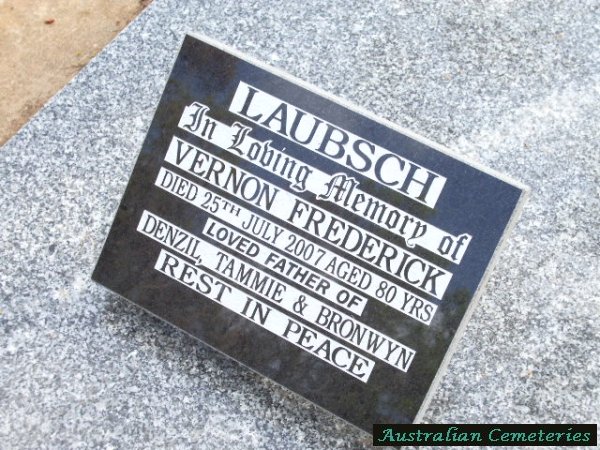 LAUBSCH
In Loving Memory of
VERNON FREDERICK
DIED 25TH JULY 2007 AGED 80 YRS
LOVED FATHER OF
DENZIL, TAMMIE & BRONWYN
REST IN PEACE
Australian Cemeteries